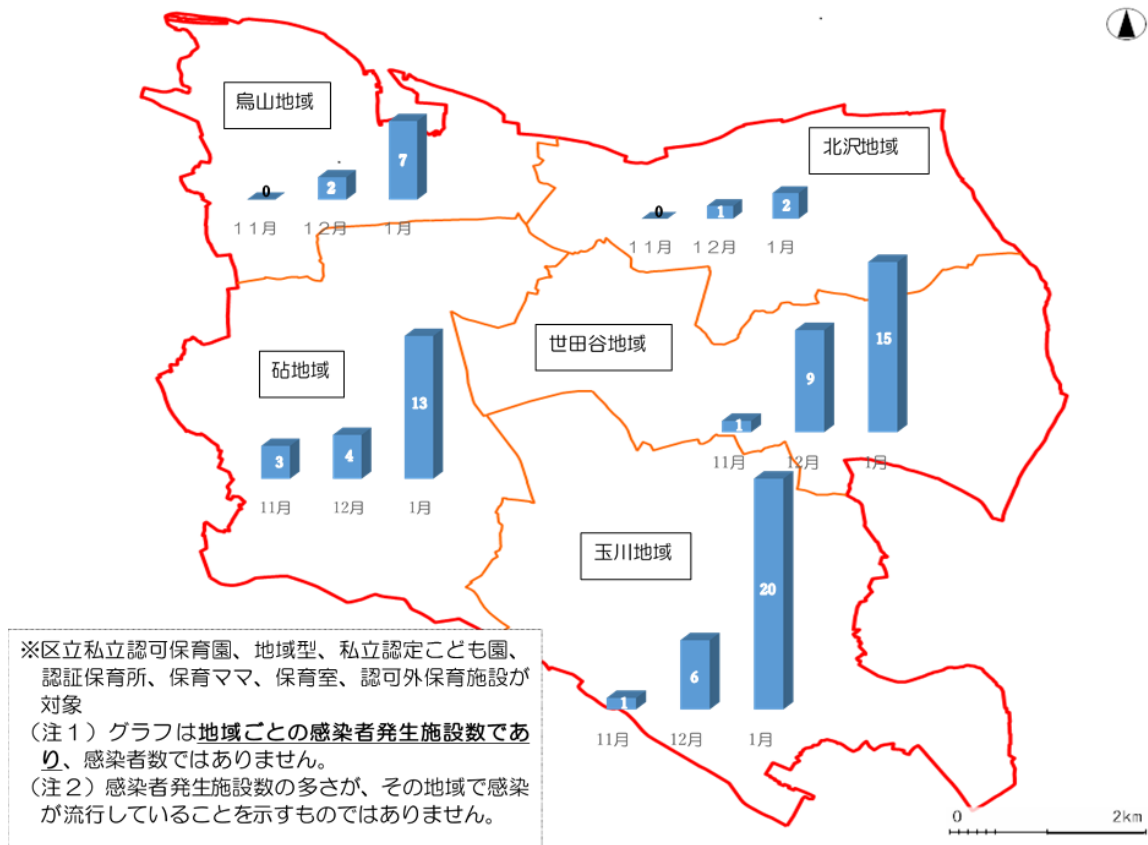 烏山地域
0
2
7
１１月 １２月 １月
北沢地域
0
1
2
１１月 １２月 １月
砧地域
3
4
13
11月 12月 1月
世田谷地域
1
9
15
11月 12月 1月
玉川地域
1
6
20
11月 12月 1月
※区立私立認可保育園、地域型、私立認定こども園、
認証保育所、保育ママ、保育室、認可外保育施設が
対象
（注１）グラフは地域ごとの感染者発生施設数であ
り、感染者数ではありません。
（注２）感染者発生施設数の多さが、その地域で感染
が流行していることを示すものではありません。
0 2km